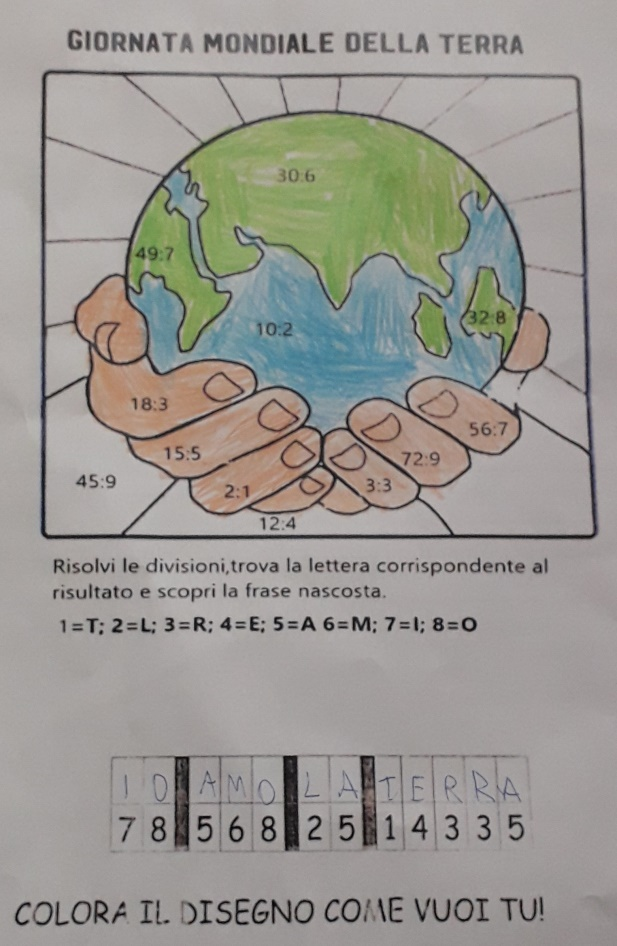 GIORNATA MONDIALE DELLA TERRA
30:6
49:7
10:2
32:8
18:3
56:7
15:5
72:9
45:9
2:1
3:3
12:4
Risolvi le divisioni,trova la lettera corrispondente al
risultato e scopri la frase nascosta.
1=T; 2=L; 3=R; 4=E; 5=A 6=M; 7=I; 8=O
I O A M O L A T E R R A
7 8 5 6 8 2 5 1 4 3 3 5
COLORA IL DISEGNO COME VUOI TU!